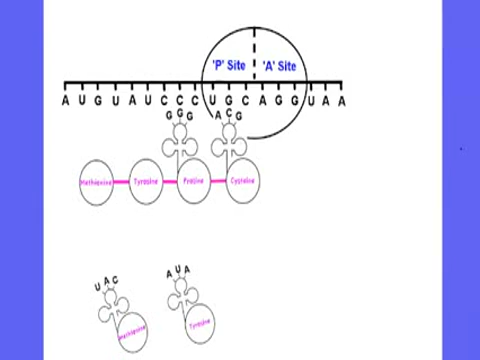 'P' Site 'A' Site
A U G U A U C C C U G C A G G U A A
G G G A C G
Methionine Tyrosine Proline Cysteine
U A C A U A
Methionine Tyrosine